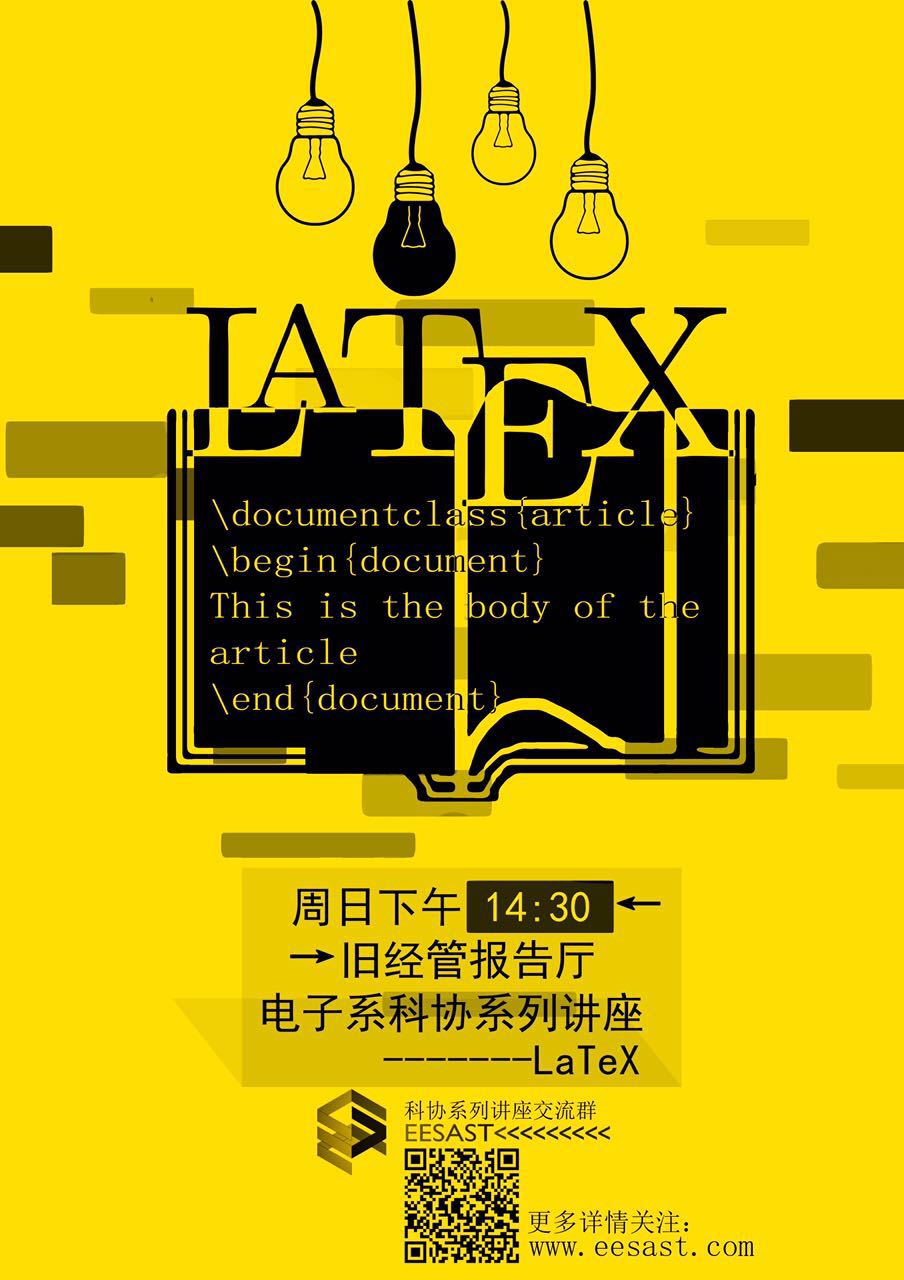 LATEX
\documentclass{article}
\begin{document}
This is the body of the
article
\end{document}
周日下午 14:30 ←
→旧经管报告厅
电子系科协系列讲座
-------LaTeX
科协系列讲座交流群
EESAST<<<<<<<<<
更多详情关注:
www.eesast.com